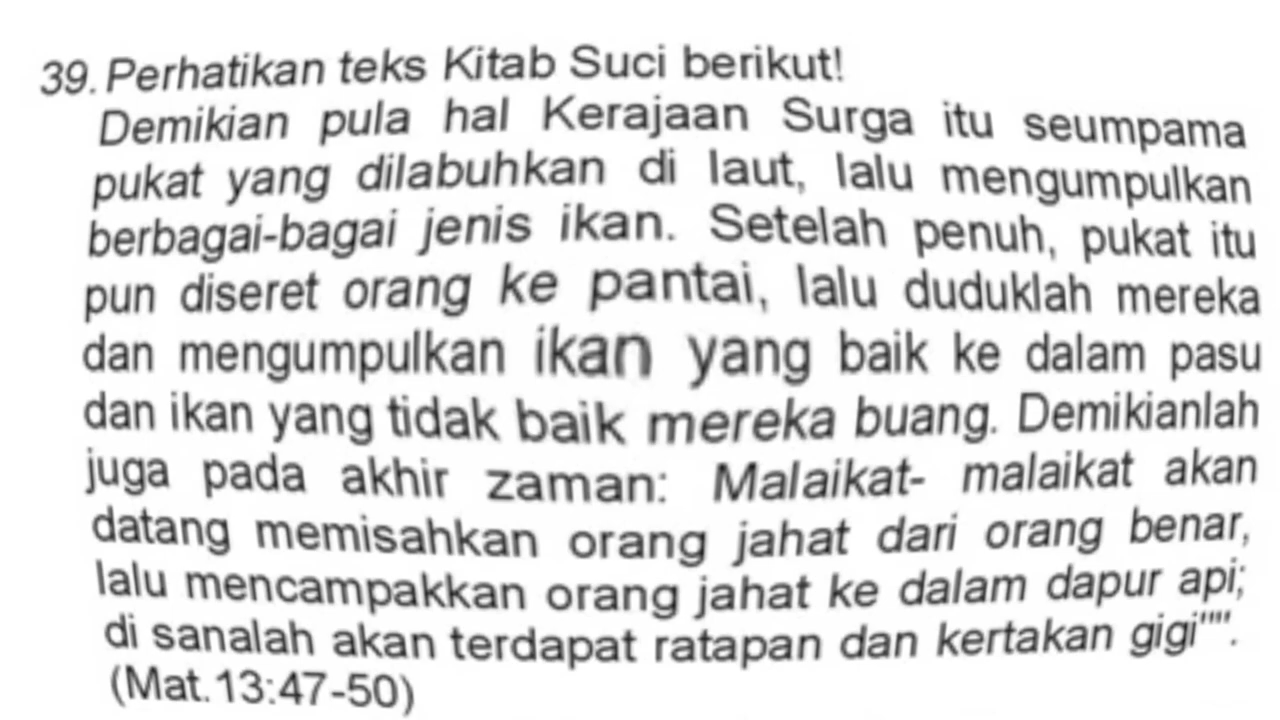 39. Perhatikan teks Kitab Suci berikut!
Demikian pula hal Kerajaan Surga itu seumpama
pukat yang dilabuhkan di laut, lalu mengumpulkan
berbagai-bagai jenis ikan. Setelah penuh, pukat itu
pun diseret orang ke pantai, lalu duduklah mereka
dan mengumpulkan ikan yang baik ke dalam pasu
dan ikan yang tidak baik mereka buang. Demikianlah
juga pada akhir zaman: Malaikat- malaikat akan
datang memisahkan orang jahat dari orang benar,
lalu mencampakkan orang jahat ke dalam dapur api;
di sanalah akan terdapat ratapan dan kertakan gigi"".
(Mat.13:47-50)